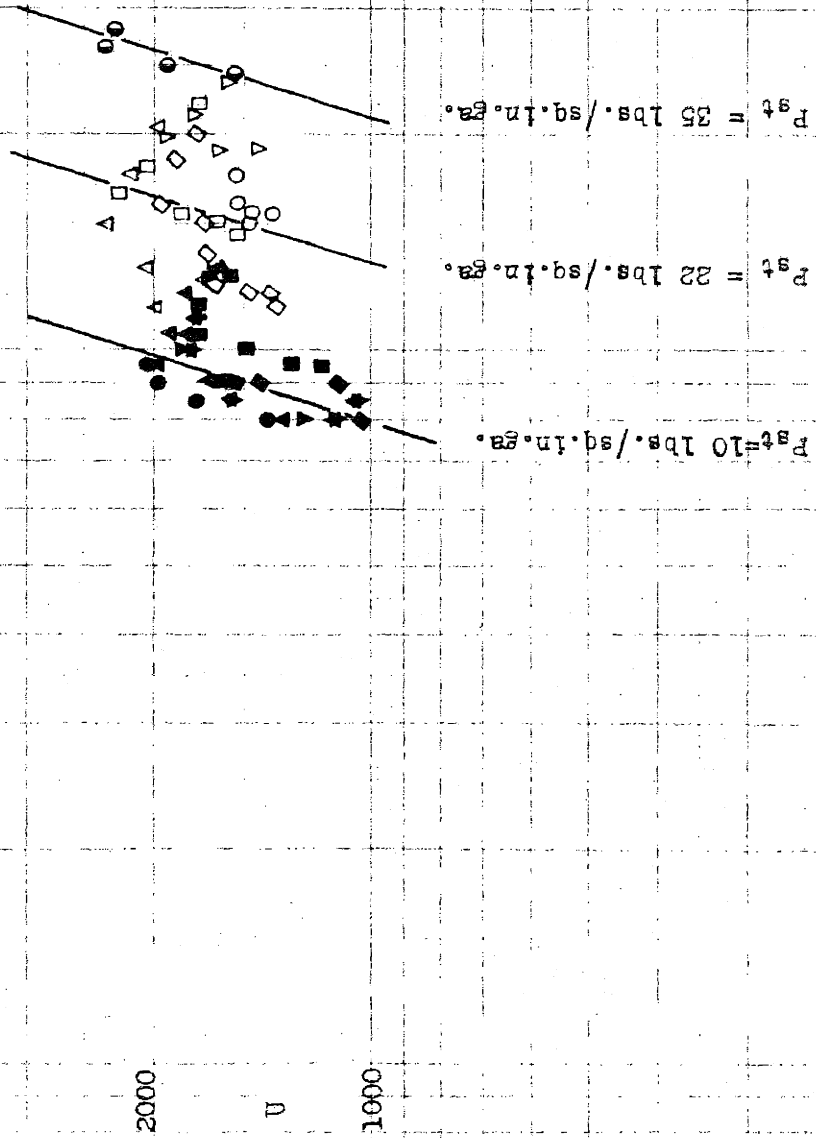 P_st = 35 lbs./sq.in.ga.
P_st = 22 lbs./sq.in.ga.
P_st=10 lbs./sq.in.ga.
2000
U
1000